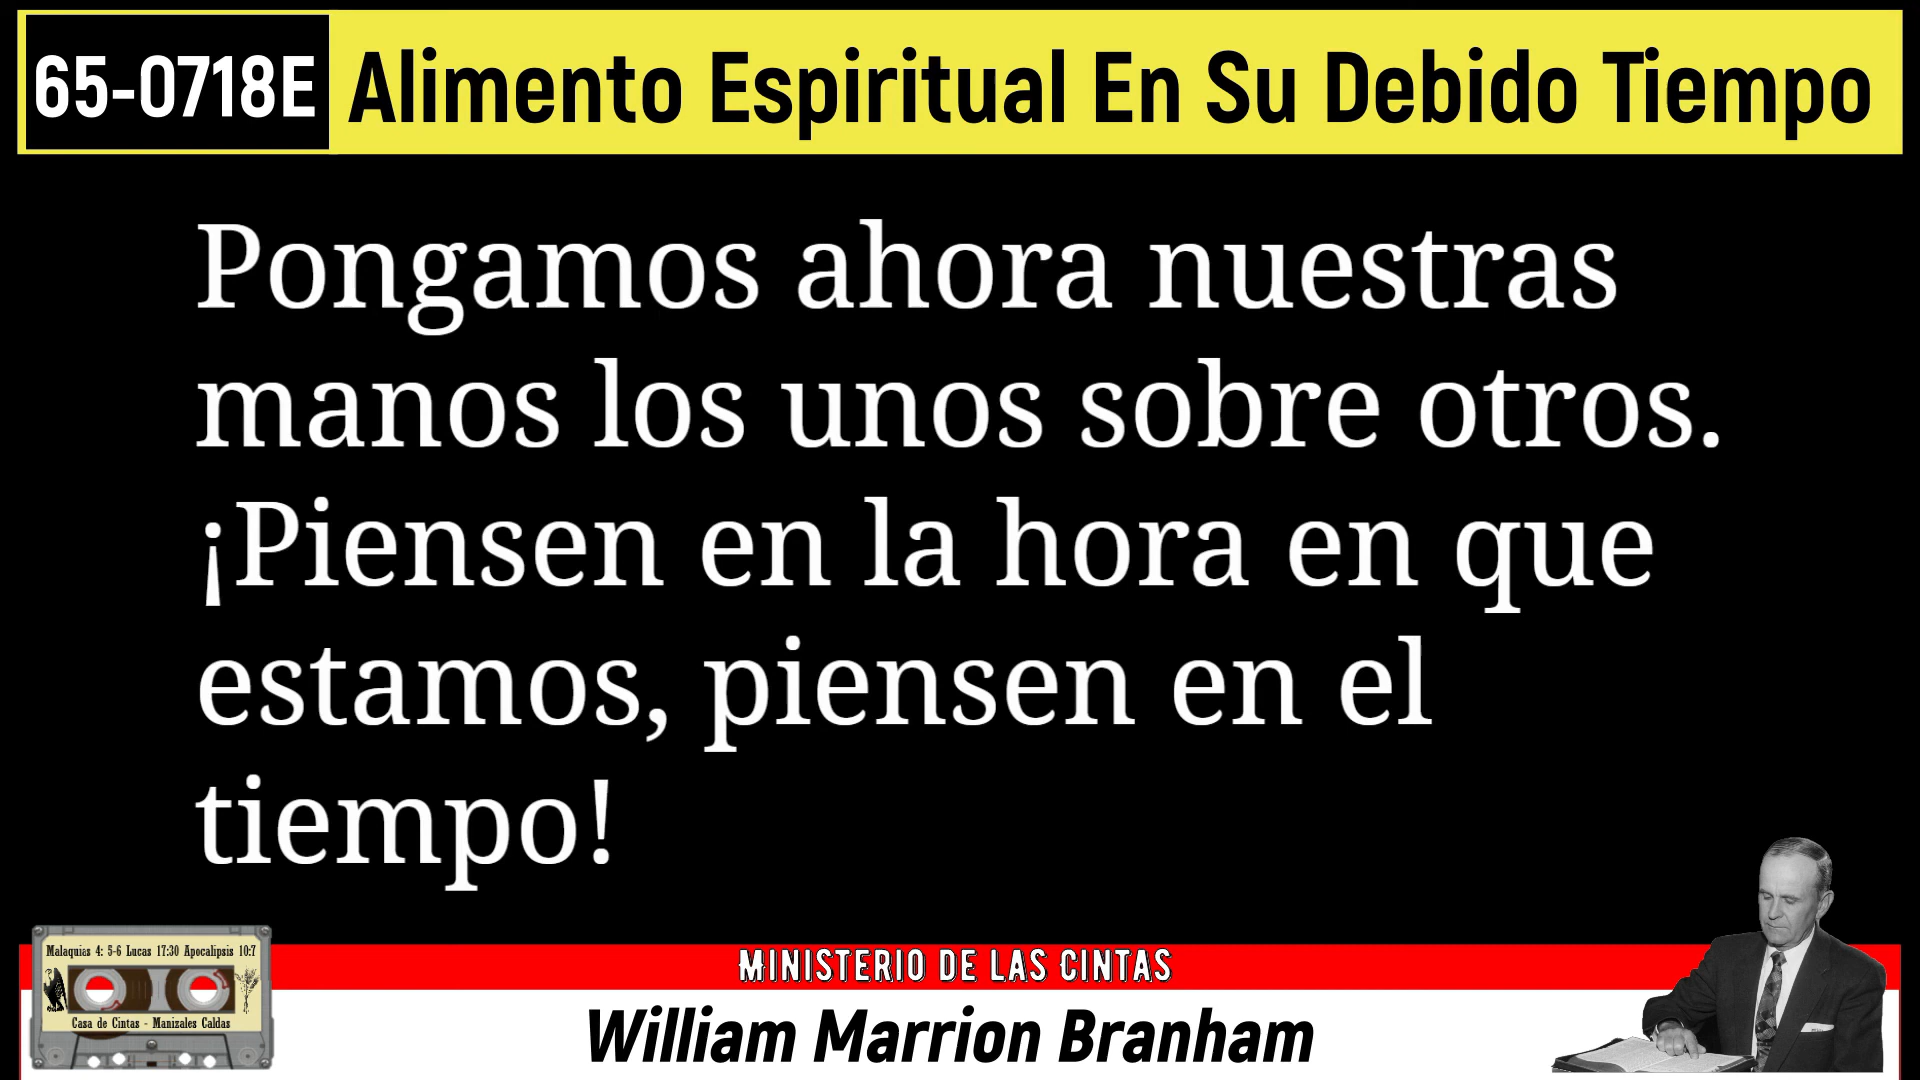 65-0718E Alimento Espiritual En Su Debido Tiempo
Pongamos ahora nuestras
manos los unos sobre otros.
¡Piensen en la hora en que
estamos, piensen en el
tiempo!
Malaquias 4: 5-6 Lucas 17:30 Apocalipsis 10:7
Casa de Cintas - Manizales Caldas
MINISTERIO DE LAS CINTAS
William Marrion Branham